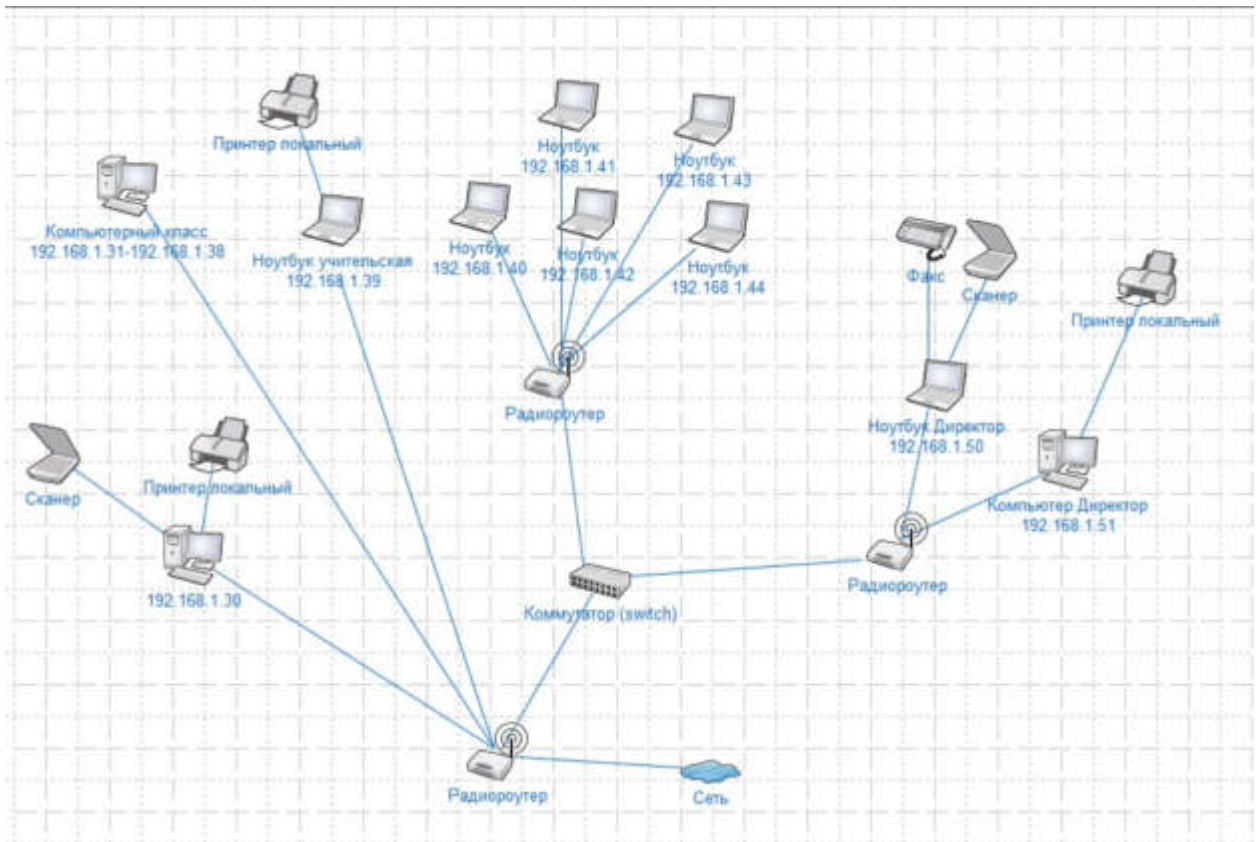 Принтер локальный
Компьютерный класс
192.168.1.31-192.168.1.38
Ноутбук учительская
192.168.1.39
Ноутбук
192.168.1.40
Ноутбук
192.168.1.41
Ноутбук
192.168.1.42
Ноутбук
192.168.1.43
Ноутбук
192.168.1.44
Факс
Сканер
Принтер локальный
Радиороутер
Ноутбук Директор
192.168.1.50
Сканер
Принтер локальный
Компьютер Директор
192.168.1.51
192.168.1.30
Коммутатор (switch)
Радиороутер
Радиороутер
Сеть